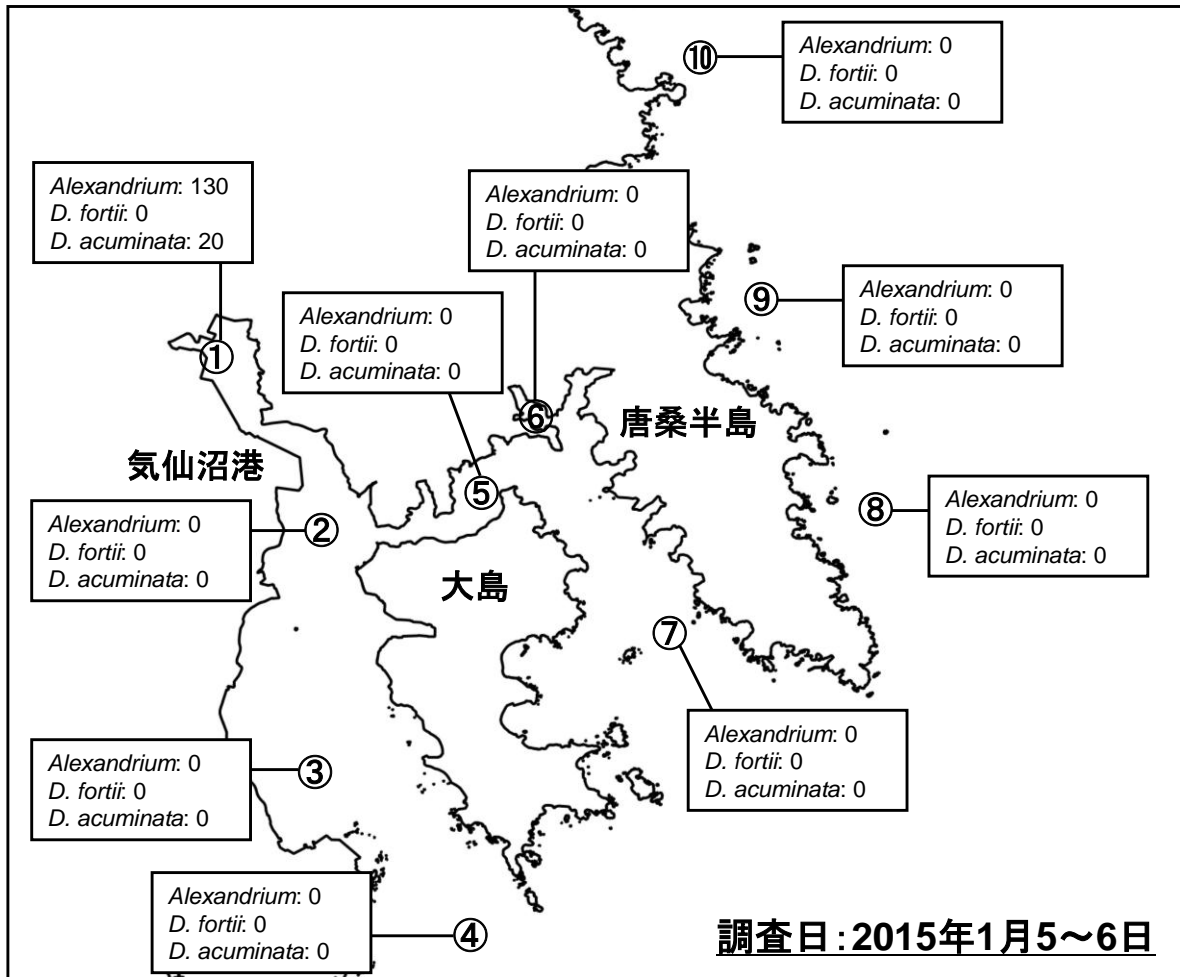 ⑩
Alexandrium: 0
D. fortii: 0
D. acuminata: 0
Alexandrium: 130
D. fortii: 0
D. acuminata: 20
①
Alexandrium: 0
D. fortii: 0
D. acuminata: 0
⑥
Alexandrium: 0
D. fortii: 0
D. acuminata: 0
⑤
⑨
Alexandrium: 0
D. fortii: 0
D. acuminata: 0
唐桑半島
気仙沼港
Alexandrium: 0
D. fortii: 0
D. acuminata: 0
②
大島
⑧
Alexandrium: 0
D. fortii: 0
D. acuminata: 0
⑦
Alexandrium: 0
D. fortii: 0
D. acuminata: 0
Alexandrium: 0
D. fortii: 0
D. acuminata: 0
③
Alexandrium: 0
D. fortii: 0
D. acuminata: 0
④
調査日:2015年1月5~6日